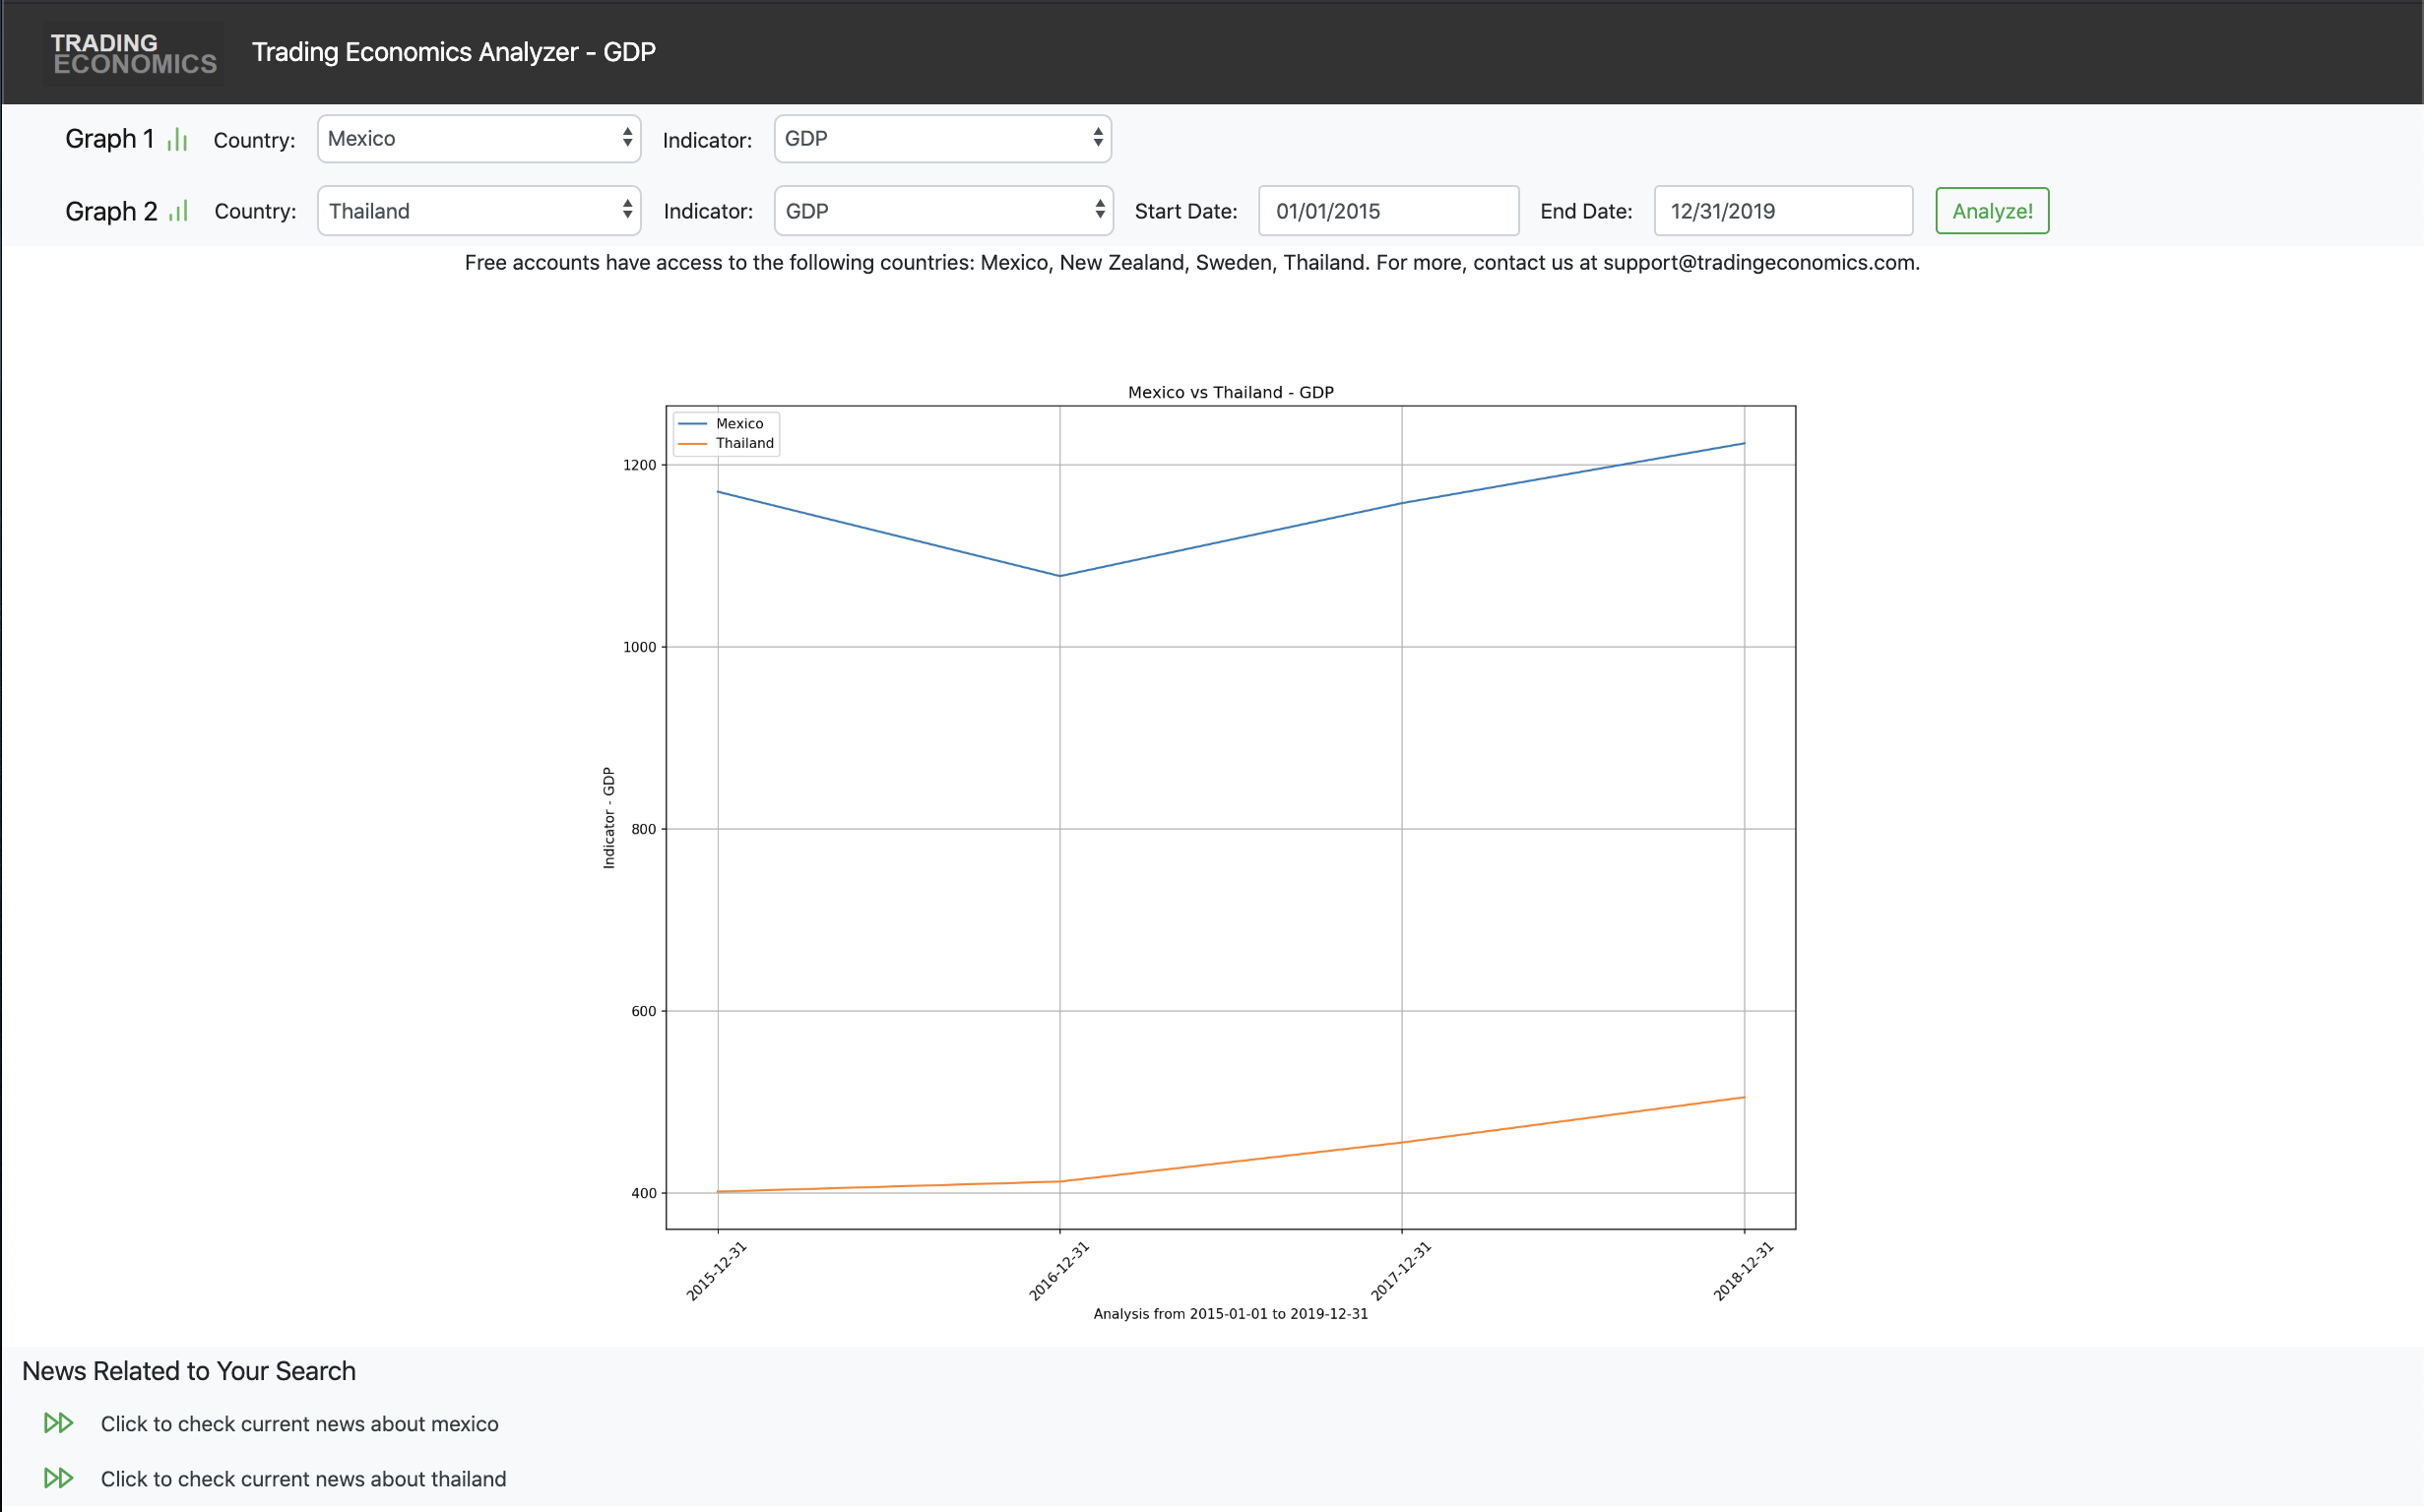 TRADING
ECONOMICS
Trading Economics Analyzer - GDP
Graph 1 Country: Mexico Indicator: GDP
Graph 2 Country: Thailand Indicator: GDP Start Date: 01/01/2015 End Date: 12/31/2019 Analyze!
Free accounts have access to the following countries: Mexico, New Zealand, Sweden, Thailand. For more, contact us at support@tradingeconomics.com.
Mexico vs Thailand - GDP
Mexico
Thailand
1200
1000
800
600
400
Indicator - GDP
2015-12-31 2016-12-31 2017-12-31 2018-12-31
Analysis from 2015-01-01 to 2019-12-31
News Related to Your Search
Click to check current news about mexico
Click to check current news about thailand